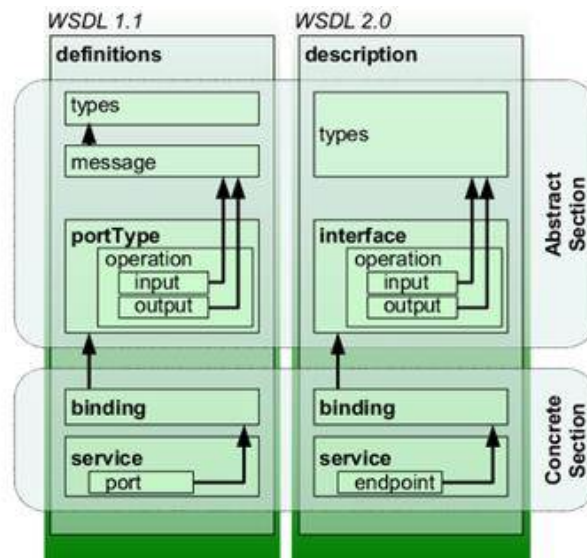 WSDL 1.1
definitions
types
message
portType
operation
input
output
binding
service
port
WSDL 2.0
description
types
interface
operation
input
output
binding
service
endpoint
Abstract
Section
Concrete
Section